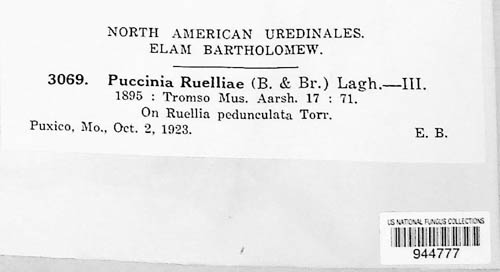 NORTH AMERICAN UREDINALES.
ELAM BARTHOLOMEW.
3069. Puccinia Ruelliae (B. & Br.) Lagh.—III.
1895 : Tromso Mus. Aarsh. 17 : 71.
On Ruellia pedunculata Torr.
Puxico, Mo., Oct. 2, 1923. E. B.
US NATIONAL FUNGUS COLLECTIONS
944777